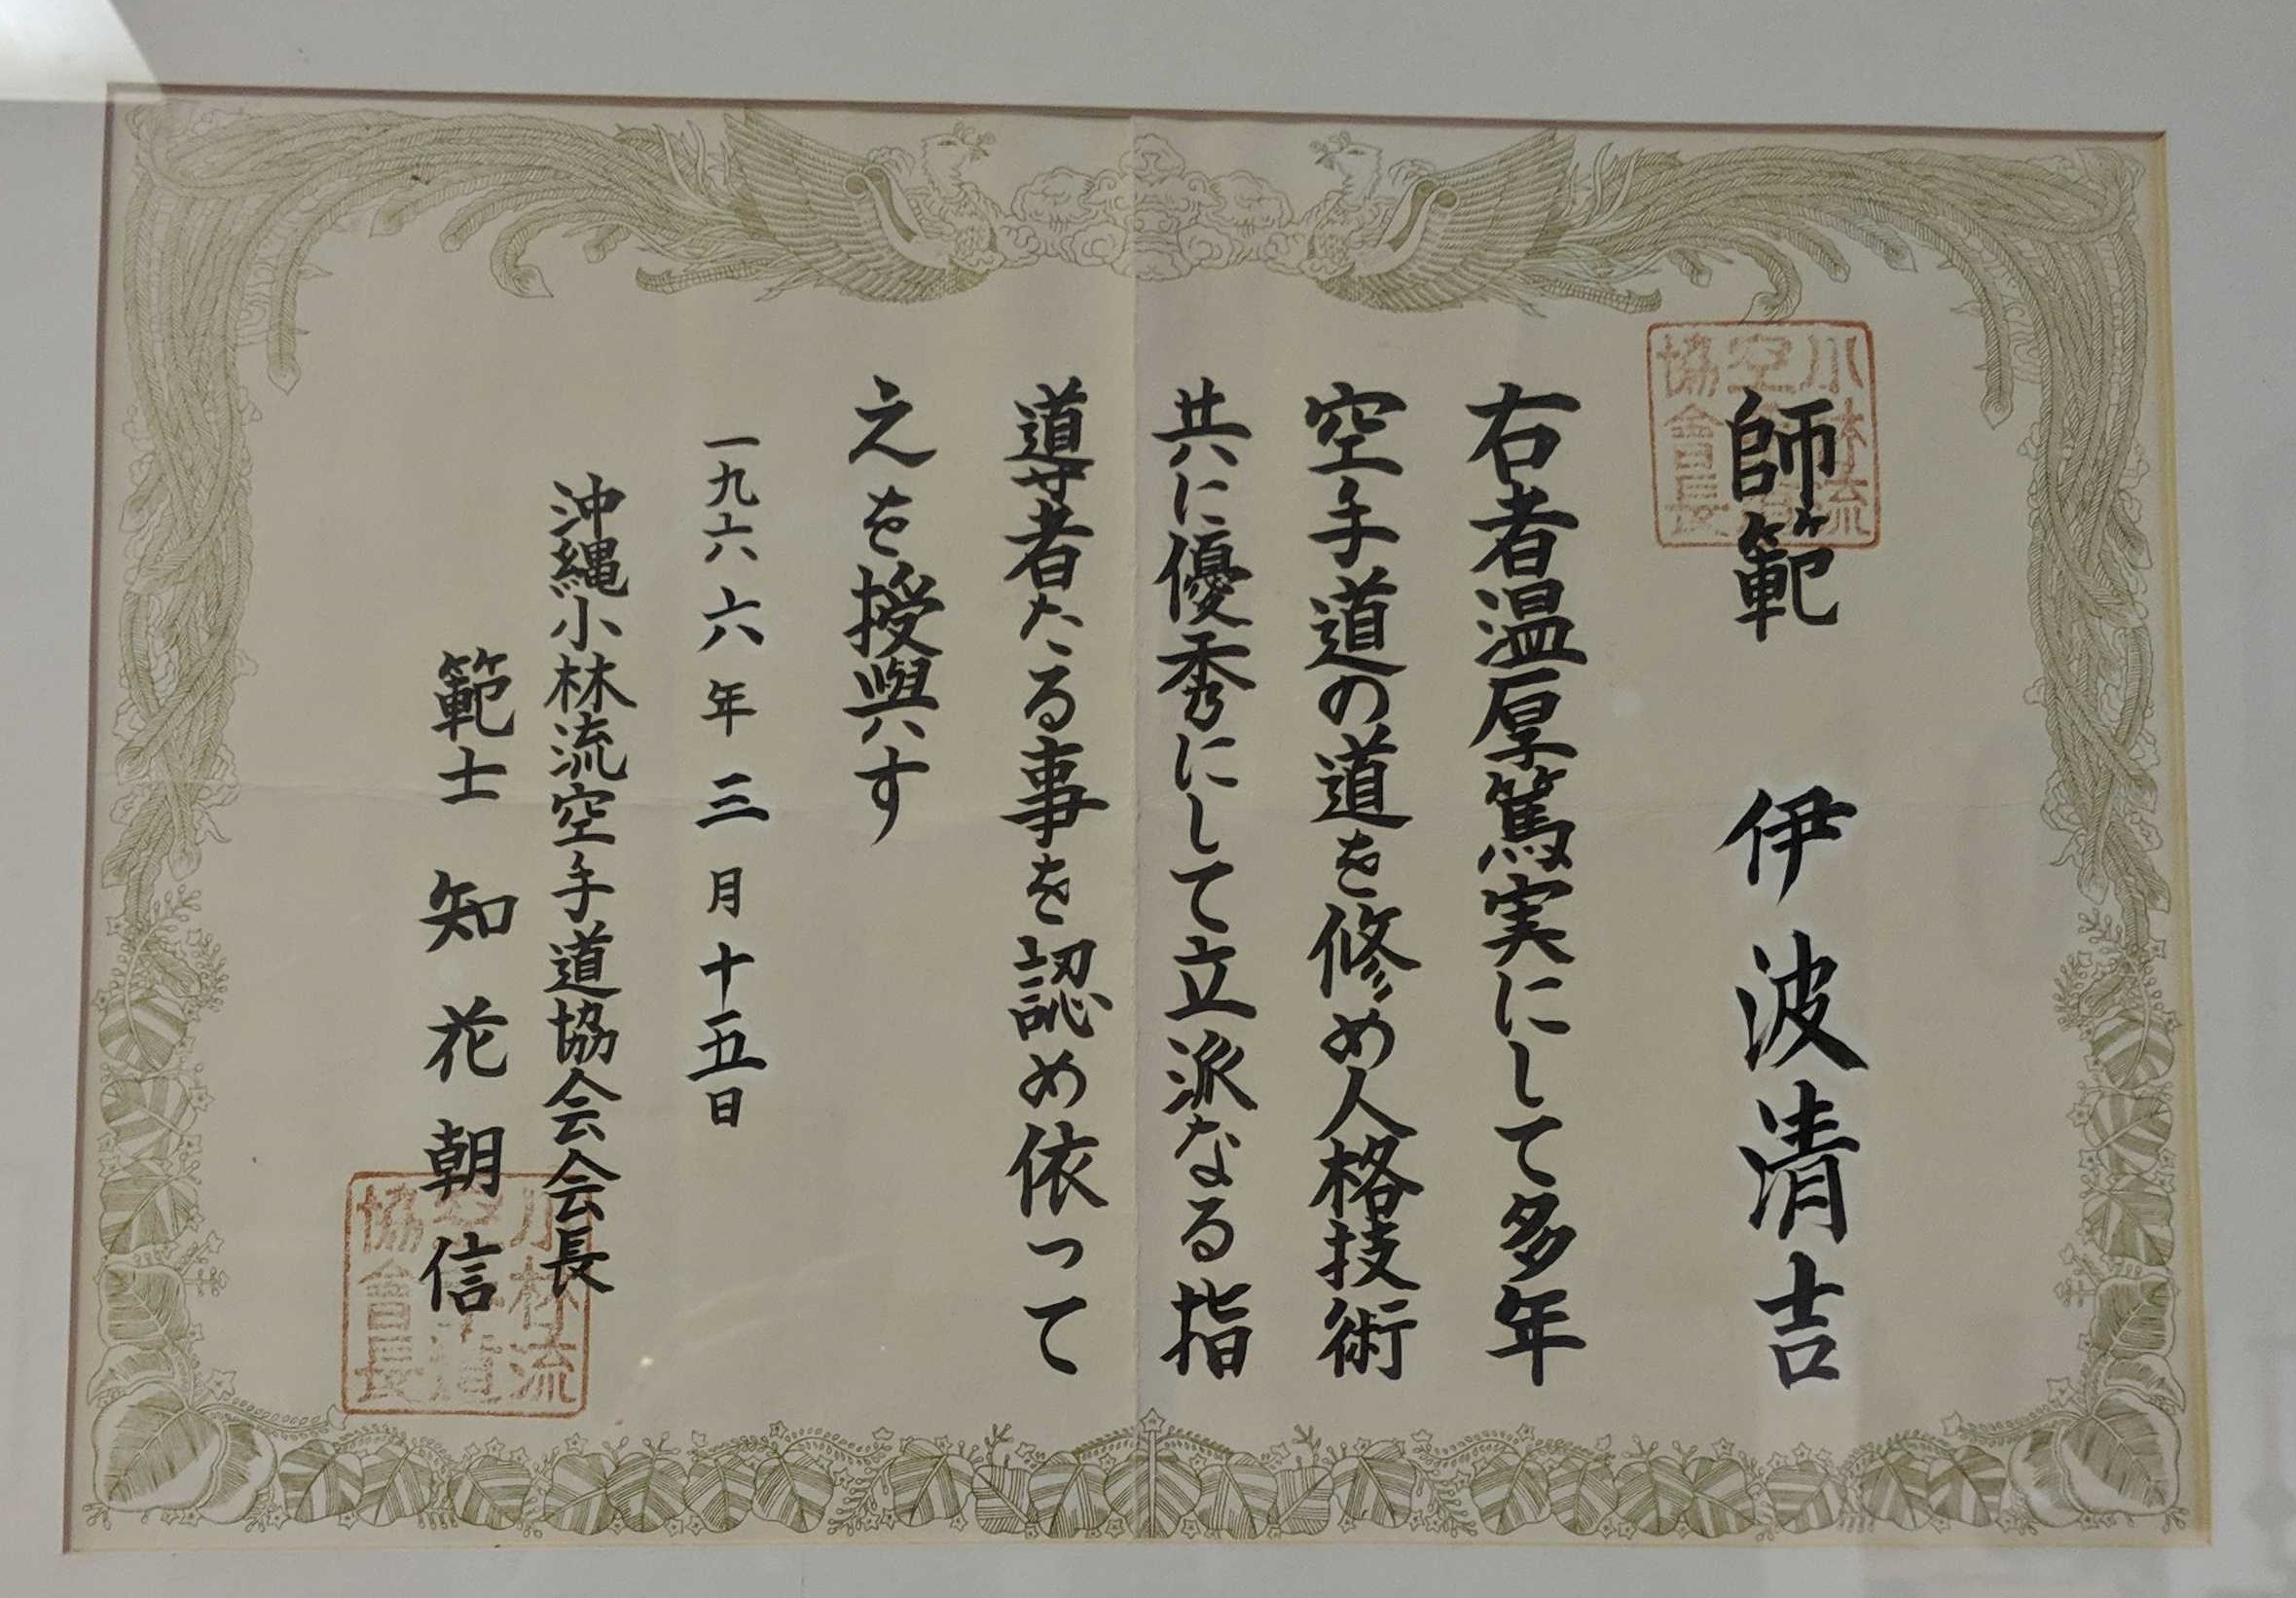 師範 伊波清吉
右者温厚篤実にして多年
空手道の道を修め人格技術
共に優秀にして立派なる指
導者たる事を認め依って
之を授與す
一九六六年三月十五日
沖縄小林流空手道協会会長
範士 知花朝信
小林流
空手道
協會長
小林流
空手道
協會長